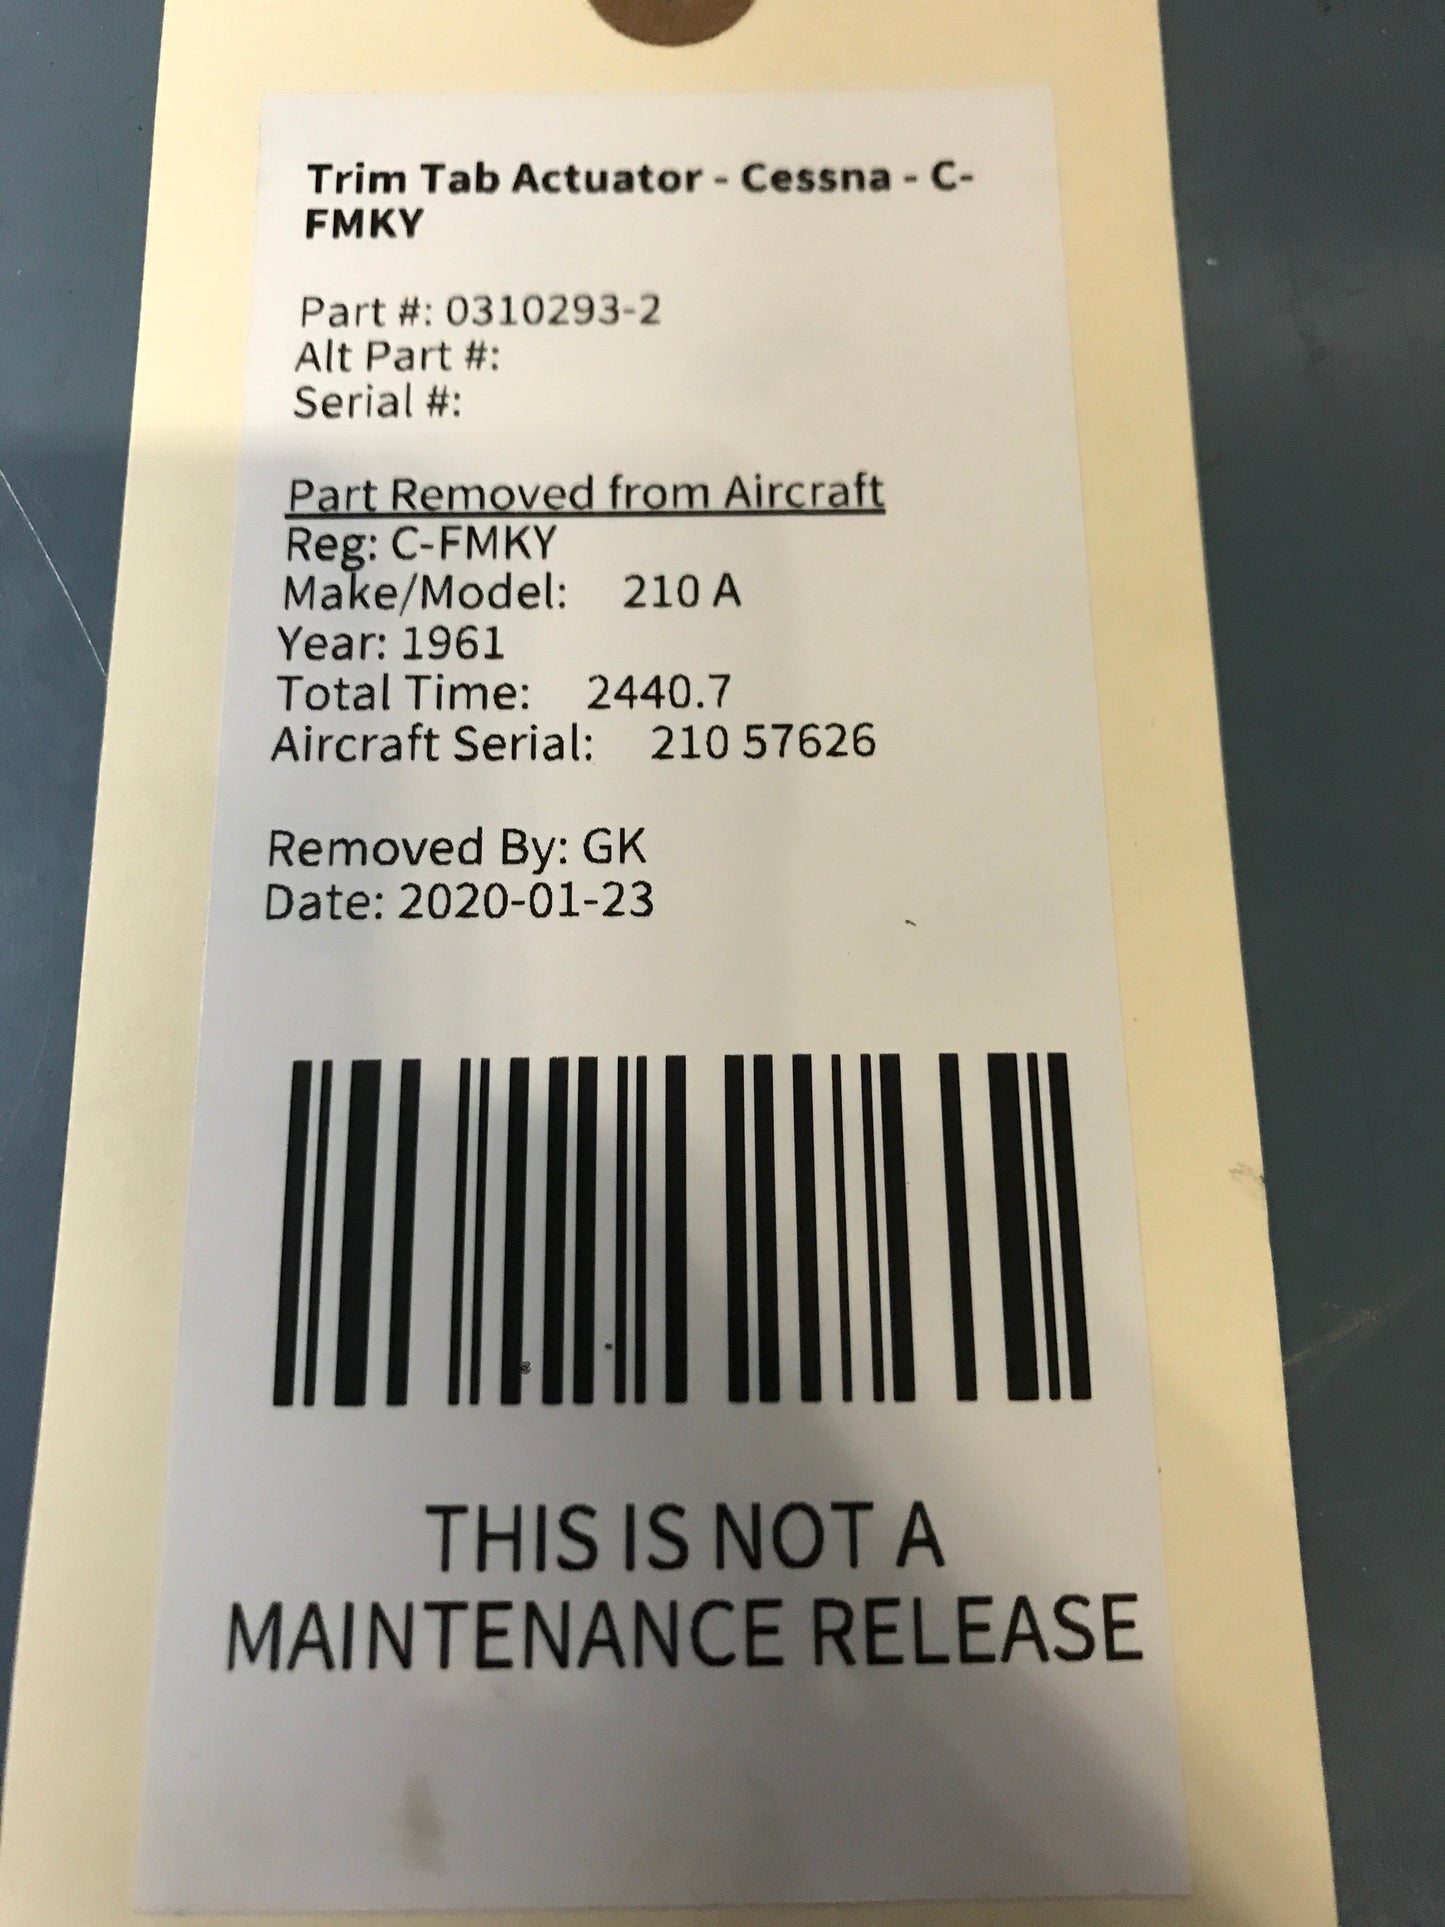 Trim Tab Actuator - Cessna - C-
FMKY
Part #: 0310293-2
Alt Part #:
Serial #:
Part Removed from Aircraft
Reg: C-FMKY
Make/Model: 210 A
Year: 1961
Total Time: 2440.7
Aircraft Serial: 210 57626
Removed By: GK
Date: 2020-01-23
THIS IS NOT A
MAINTENANCE RELEASE